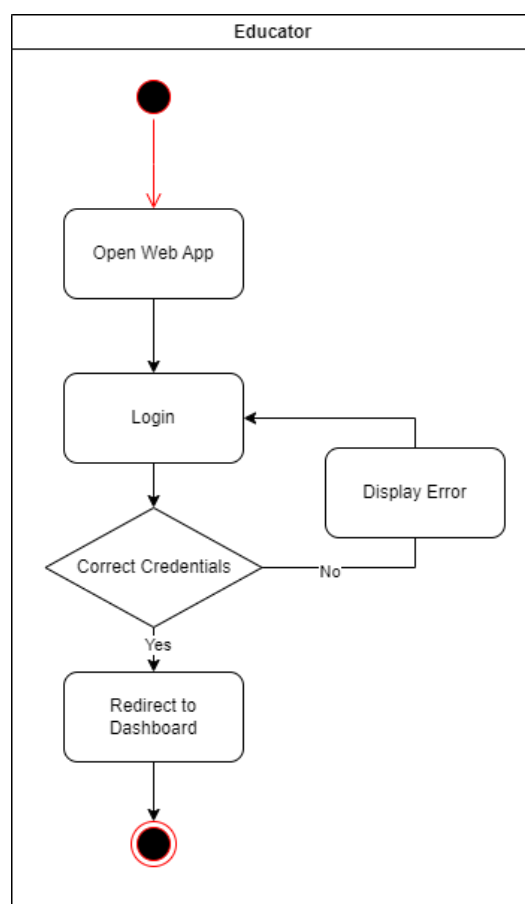 Educator
Open Web App
Login
Display Error
Correct Credentials
No
Yes
Redirect to
Dashboard